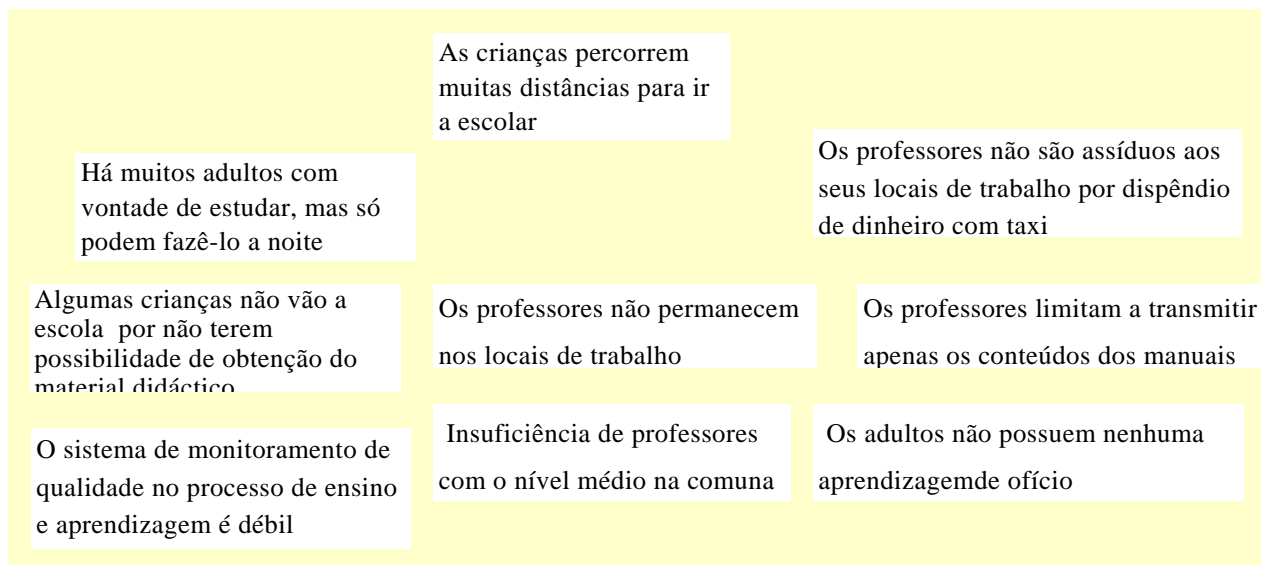 As crianças percorrem
muitas distâncias para ir
a escolar
Há muitos adultos com
vontade de estudar, mas só
podem fazê-lo a noite
Os professores não são assíduos aos
seus locais de trabalho por dispêndio
de dinheiro com taxi
Algumas crianças não vão a
escola por não terem
possibilidade de obtenção do
material didáctico
Os professores não permanecem
nos locais de trabalho
Os professores limitam a transmitir
apenas os conteúdos dos manuais
O sistema de monitoramento de
qualidade no processo de ensino
e aprendizagem é débil
Insuficiência de professores
com o nível médio na comuna
Os adultos não possuem nenhuma
aprendizagemde ofício